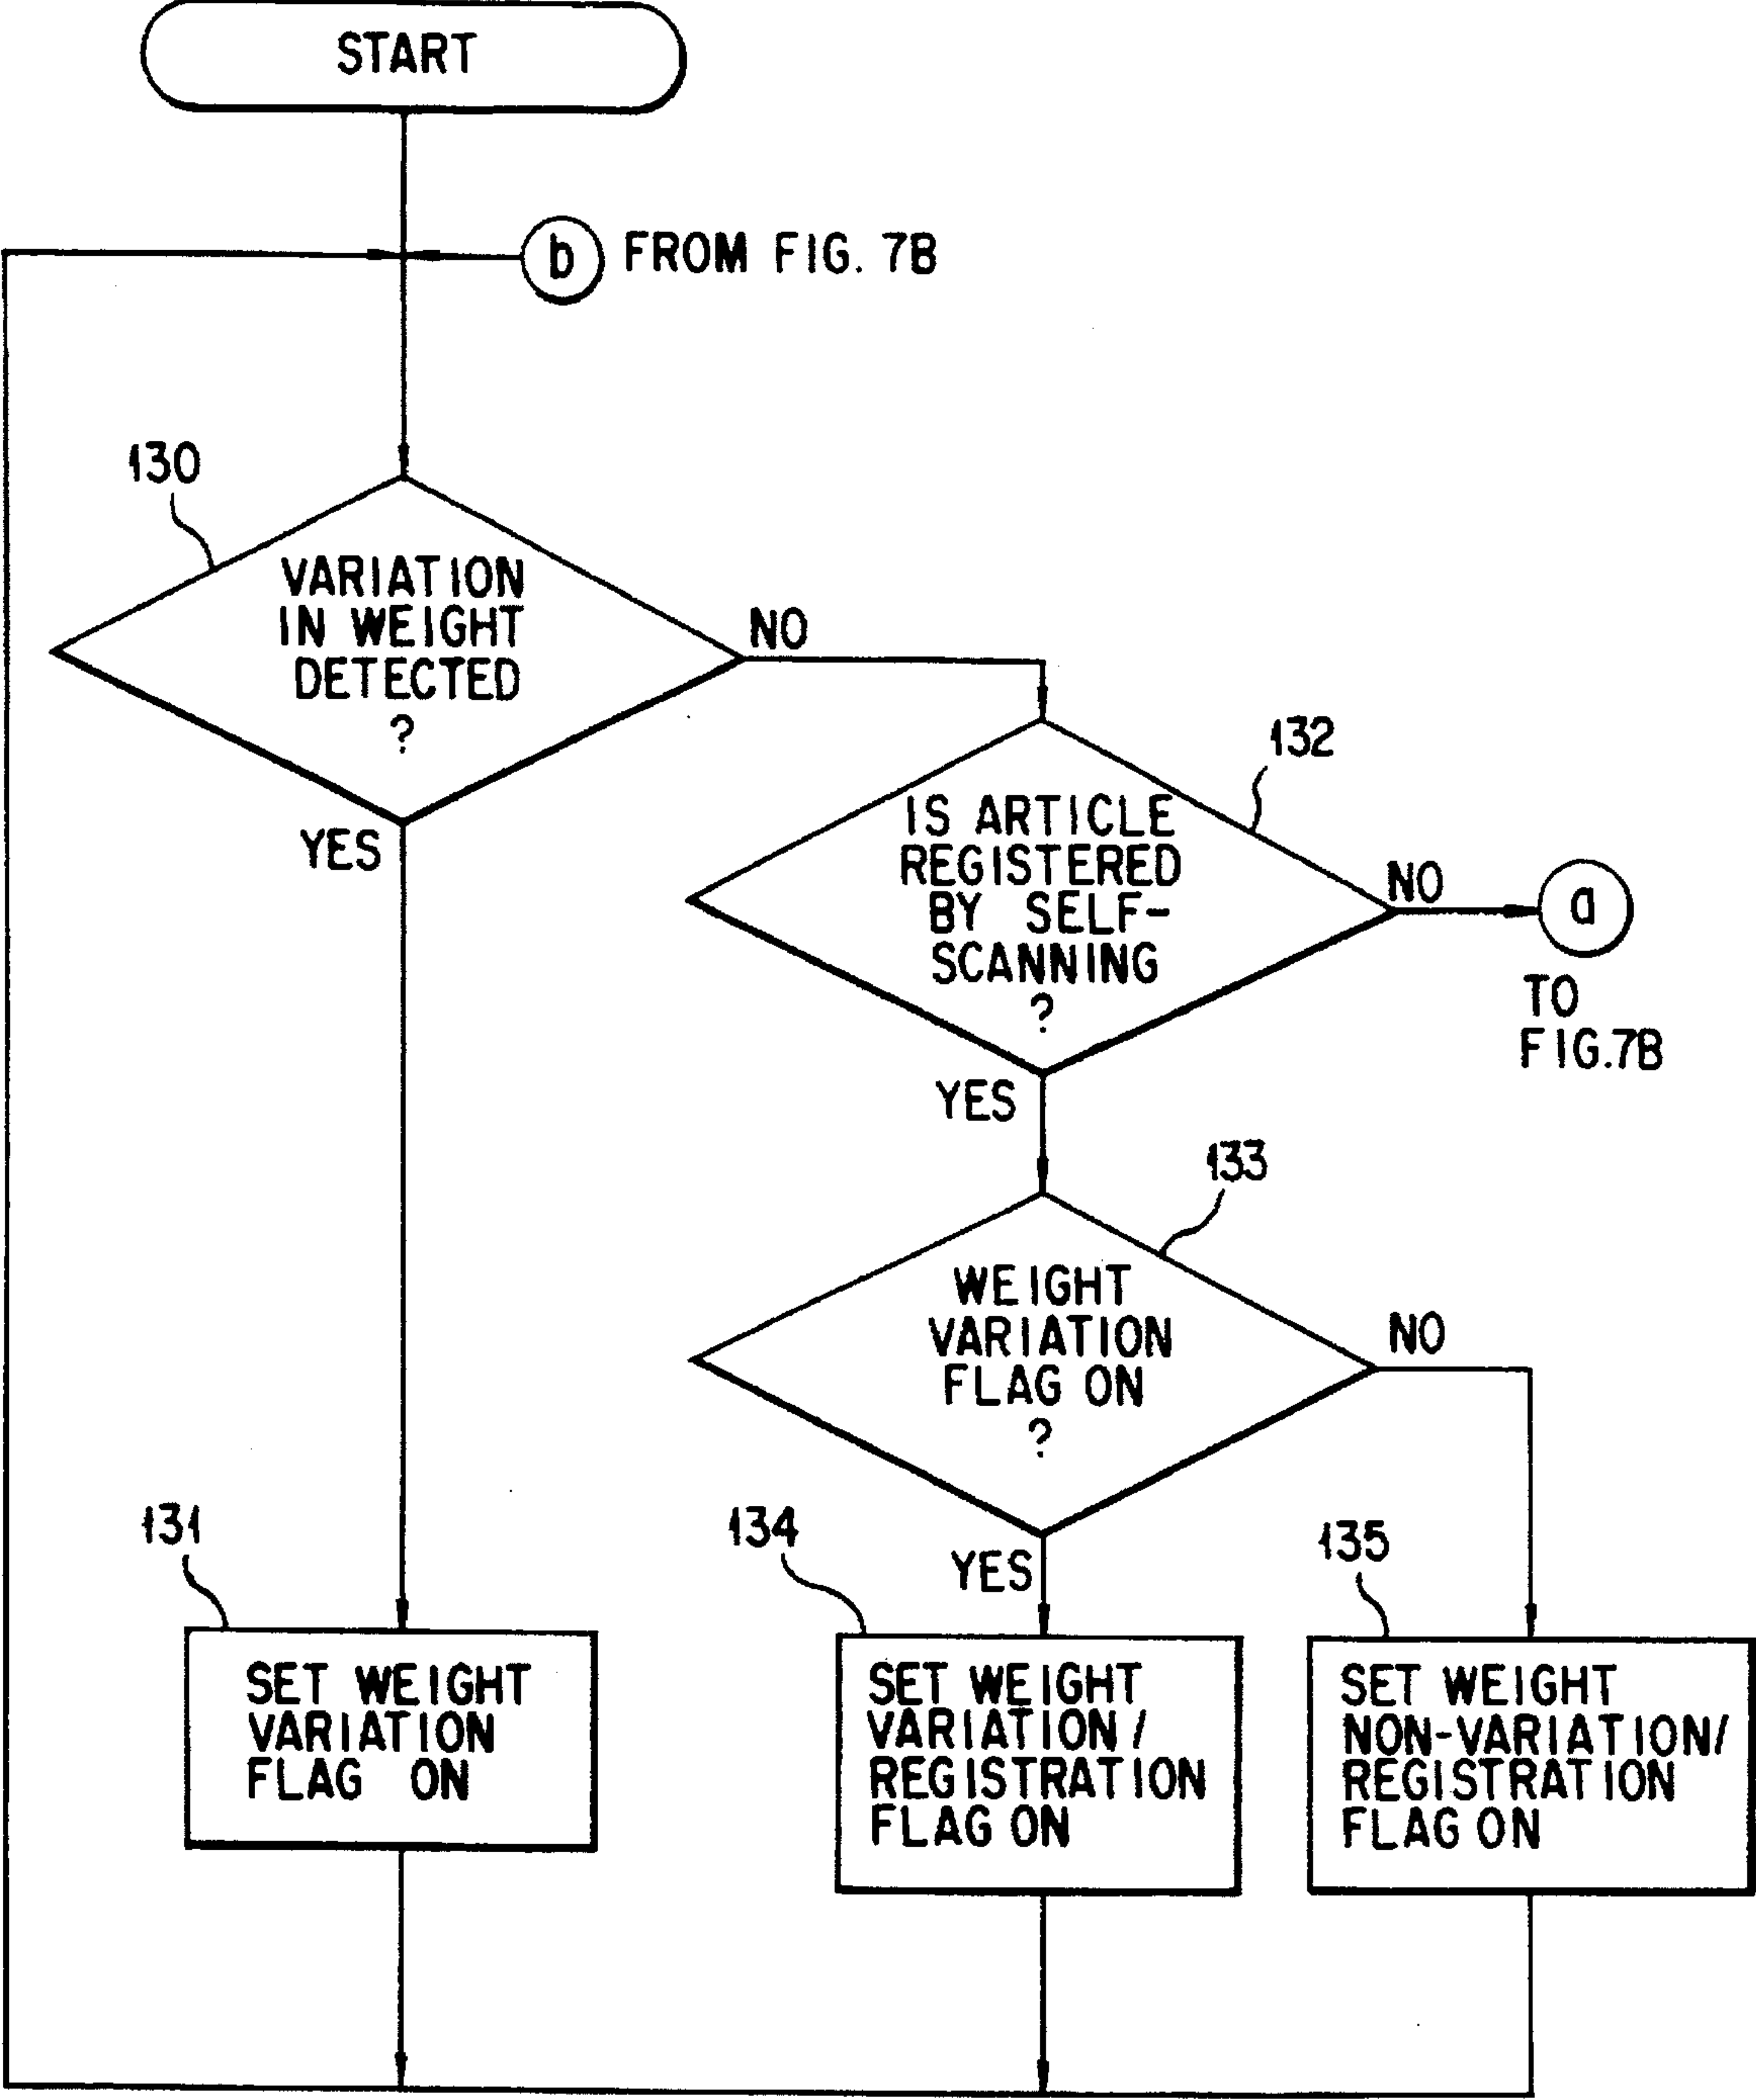 START
b FROM FIG. 7B
130
VARIATION
IN WEIGHT
DETECTED
?
NO
YES
132
IS ARTICLE
REGISTERED
BY SELF-
SCANNING
?
NO
a
TO
FIG.7B
YES
133
WEIGHT
VARIATION
FLAG ON
?
NO
YES
131
SET WEIGHT
VARIATION
FLAG ON
134
SET WEIGHT
VARIATION/
REGISTRATION
FLAG ON
135
SET WEIGHT
NON-VARIATION/
REGISTRATION
FLAG ON